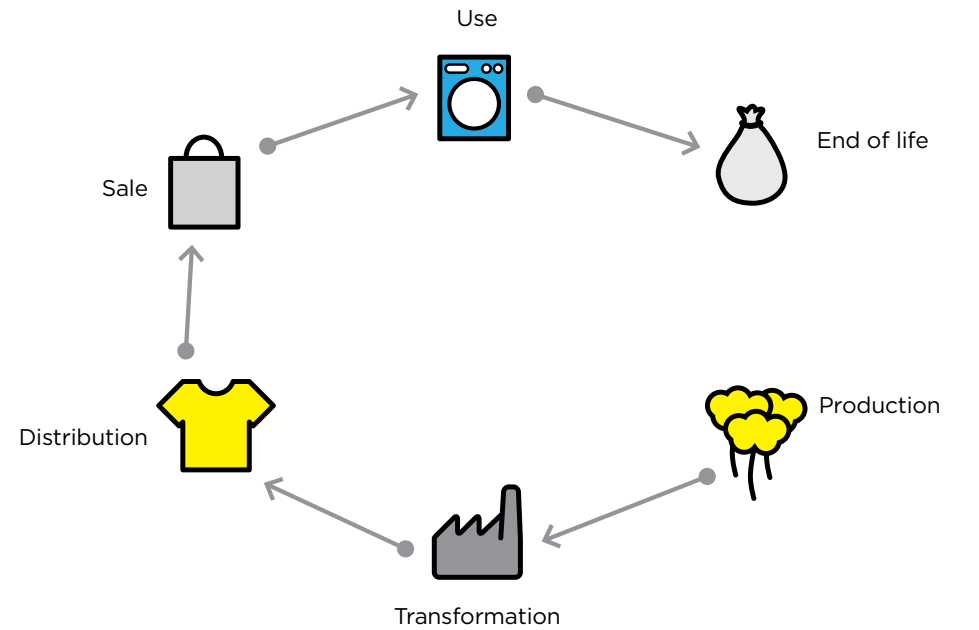 Use
End of life
Sale
Production
Distribution
Transformation